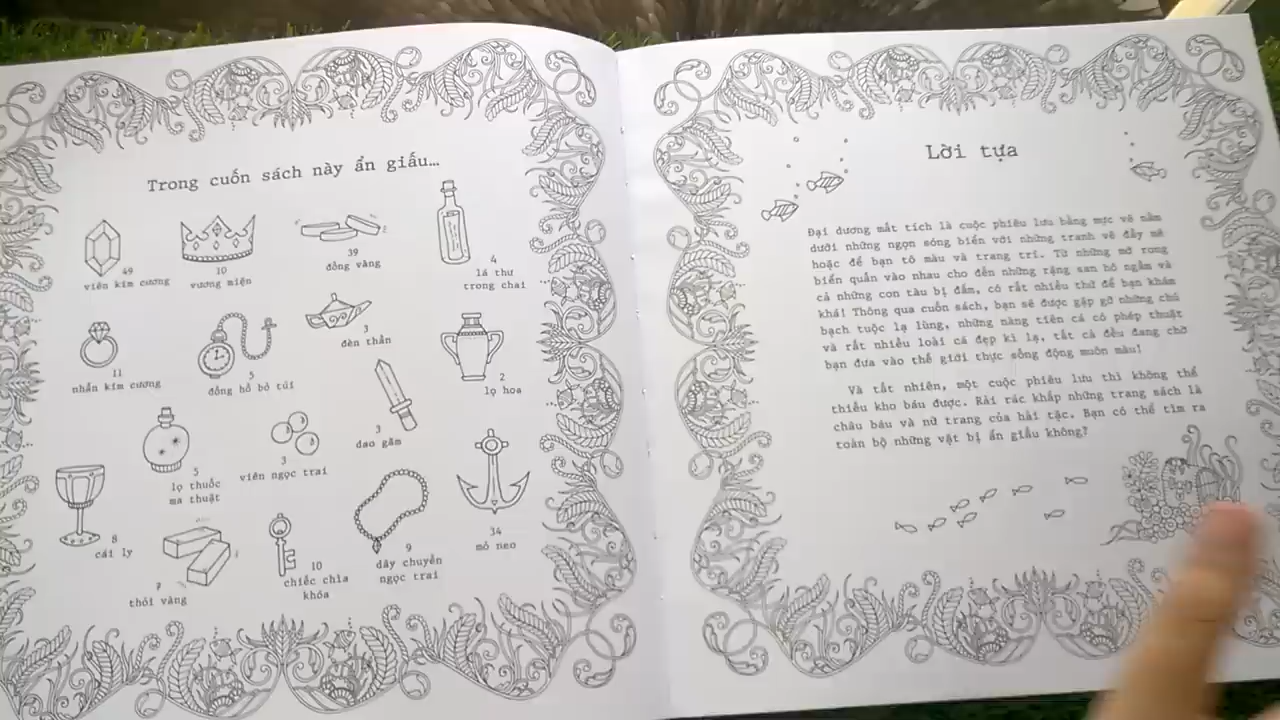 Trong cuốn sách này ẩn giấu…
49
viên kim cương
10
vương miện
39
đồng vàng
4
lá thư
trong chai
11
nhẫn kim cương
5
đồng hồ bỏ túi
3
đèn thần
2
lọ hoa
3
dao găm
5
lọ thuốc
ma thuật
3
viên ngọc trai
8
cái ly
7
thỏi vàng
10
chiếc chìa
khóa
9
dây chuyền
ngọc trai
34
mỏ neo
Lời tựa
Đại dương mất tích là cuộc phiêu lưu bằng mực vẽ nằm
dưới những ngọn sóng biển với những tranh vẽ đầy mê
hoặc để bạn tô màu và trang trí. Từ những mớ rong
biển quấn vào nhau cho đến những rặng san hô ngầm và
cả những con tàu bị đắm, có rất nhiều thứ để bạn khám
phá! Thông qua cuốn sách, bạn sẽ được gặp gỡ những chú
bạch tuộc lạ lùng, những nàng tiên cá có phép thuật
và rất nhiều loài cá đẹp kì lạ, tất cả đều đang chờ
bạn đưa vào thế giới thực sống động muôn màu!
Và tất nhiên, một cuộc phiêu lưu thì không thể
thiếu kho báu được. Rải rác khắp những trang sách là
châu báu và nữ trang của hải tặc. Bạn có thể tìm ra
toàn bộ những vật bị ẩn giấu không?